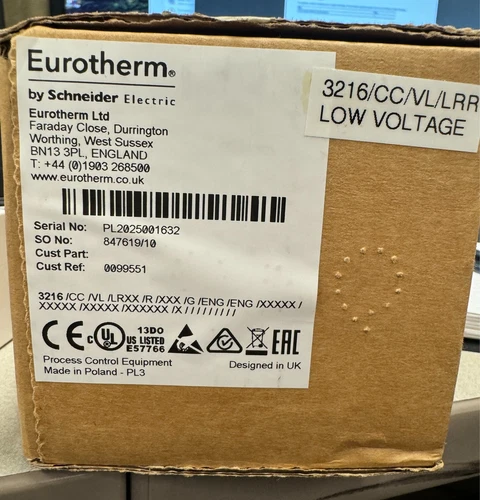 Eurotherm®
by Schneider Electric
Eurotherm Ltd
Faraday Close, Durrington
Worthing, West Sussex
BN13 3PL, ENGLAND
T: +44 (0)1903 268500
www.eurotherm.co.uk
3216/CC/VL/LRR
LOW VOLTAGE
Serial No: PL2025001632
SO No: 847619/10
Cust Part:
Cust Ref: 0099551
3216 /CC /VL /LRXX /R /XXX /G /ENG /ENG /XXXXX /
XXXXX /XXXXX /XXXXXX /X / / / / / / / / /
CE c UL US LISTED 13DO E57766 EAC
Process Control Equipment
Made in Poland - PL3
Designed in UK